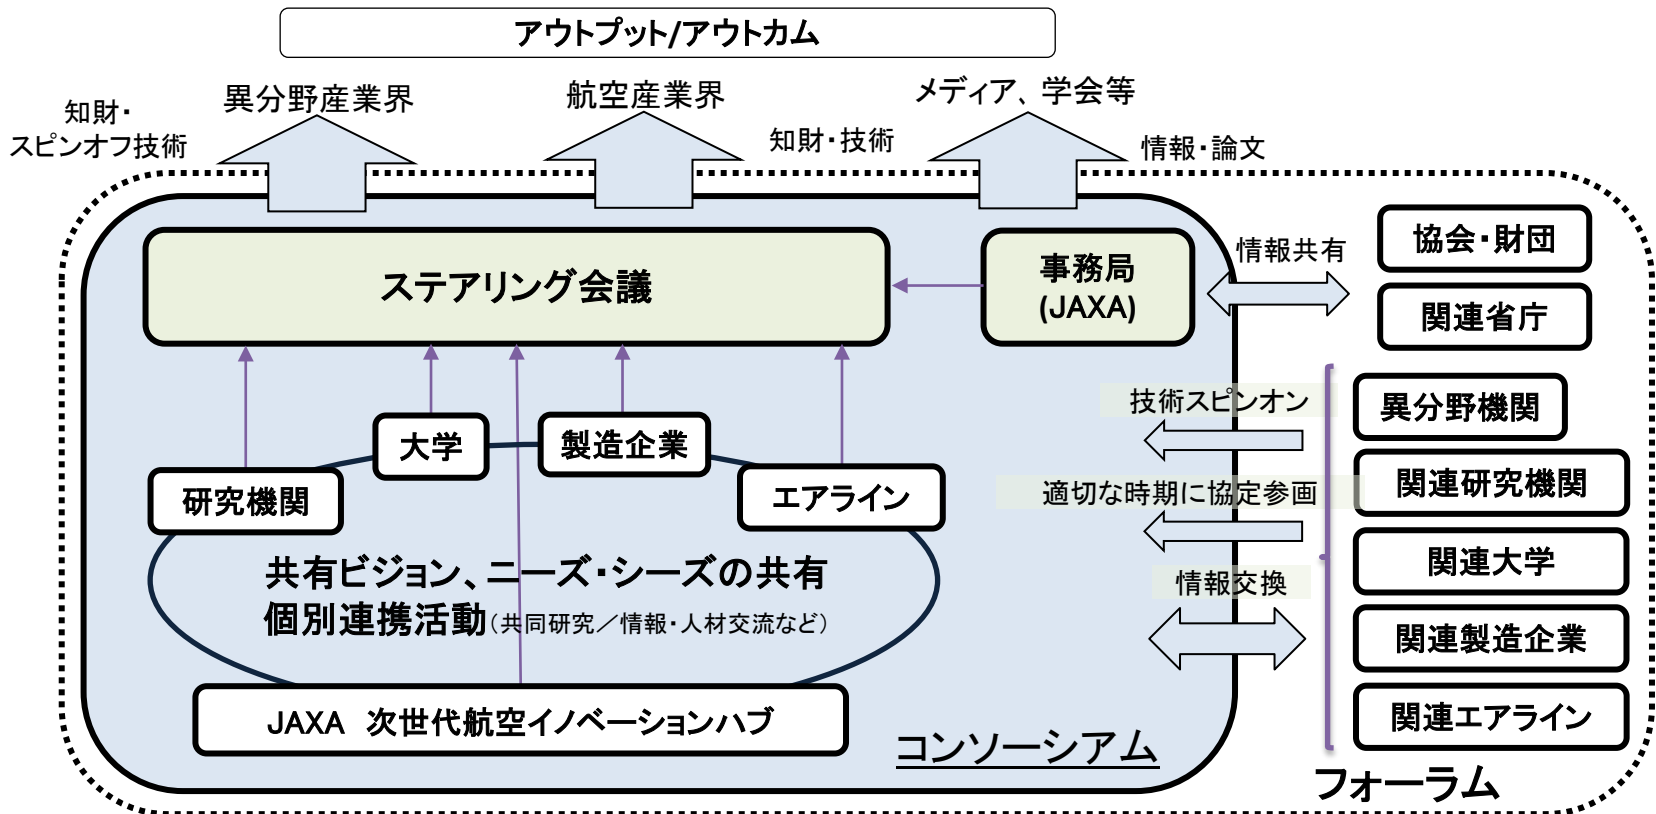 アウトプット/アウトカム
知財・
スピンオフ技術
異分野産業界
航空産業界
知財・技術
メディア、学会等
情報・論文
ステアリング会議
事務局
(JAXA)
情報共有
協会・財団
関連省庁
技術スピンオン
異分野機関
大学
製造企業
研究機関
エアライン
適切な時期に協定参画
関連研究機関
関連大学
共有ビジョン、ニーズ・シーズの共有
個別連携活動(共同研究／情報・人材交流など)
情報交換
関連製造企業
関連エアライン
JAXA 次世代航空イノベーションハブ
コンソーシアム
フォーラム